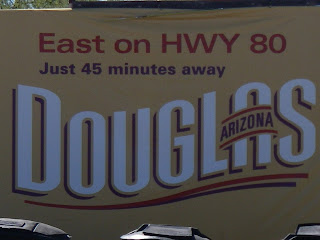 East on HWY 80
Just 45 minutes away
DOUGLAS
ARIZONA